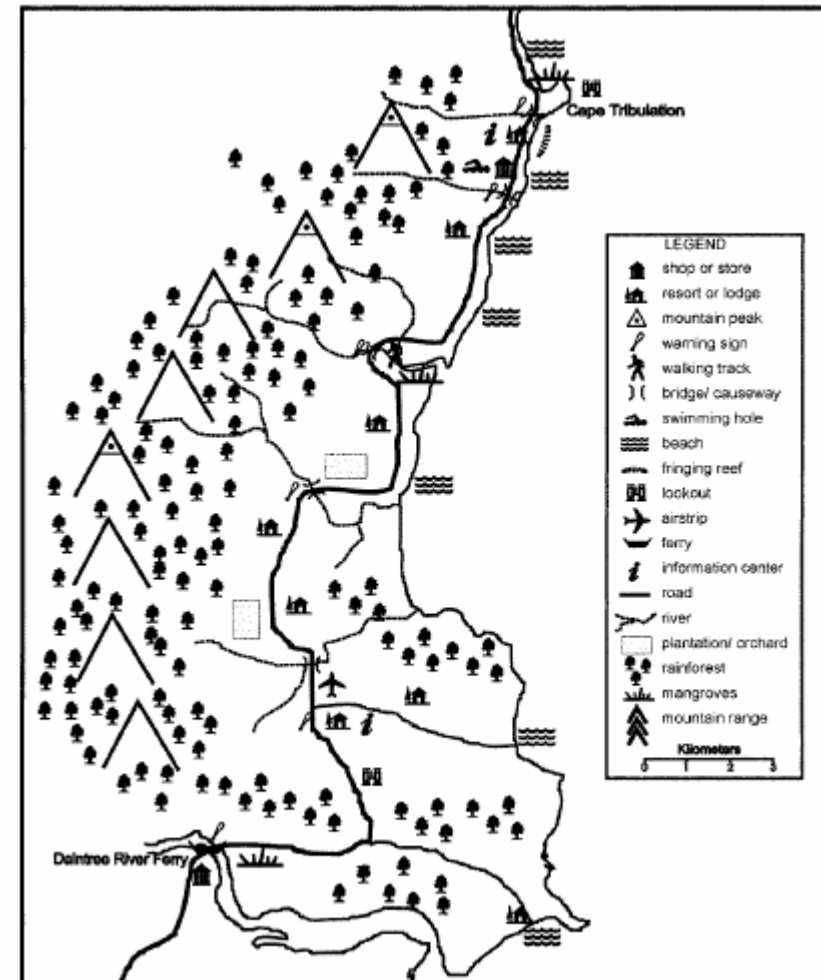 Cape Tribulation
LEGEND
shop or store
resort or lodge
mountain peak
warning sign
walking track
bridge/ causeway
swimming hole
beach
fringing reef
lookout
airstrip
ferry
information center
road
river
plantation/ orchard
rainforest
mangroves
mountain range
Kilometers
0 1 2 3
Daintree River Ferry